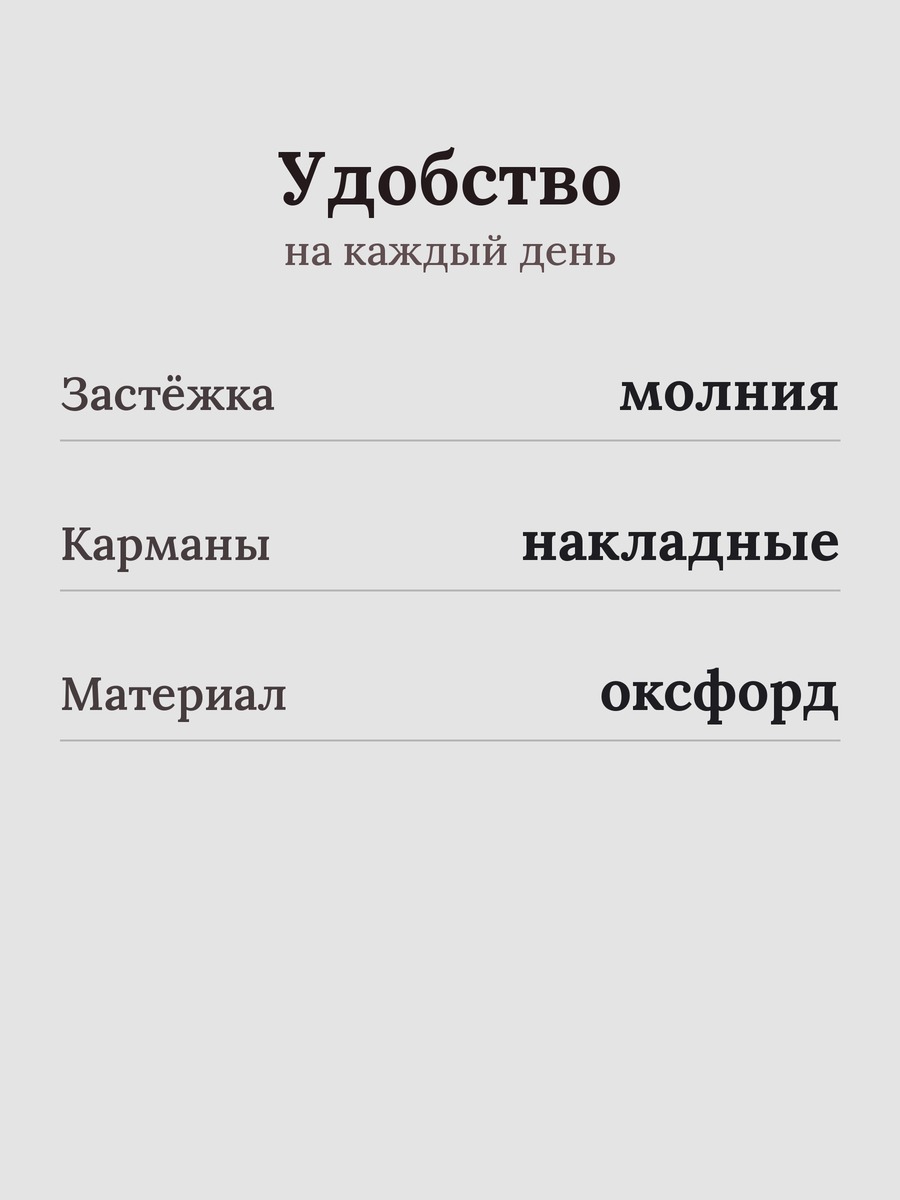 Удобство
на каждый день
Застёжка молния
Карманы накладные
Материал оксфорд